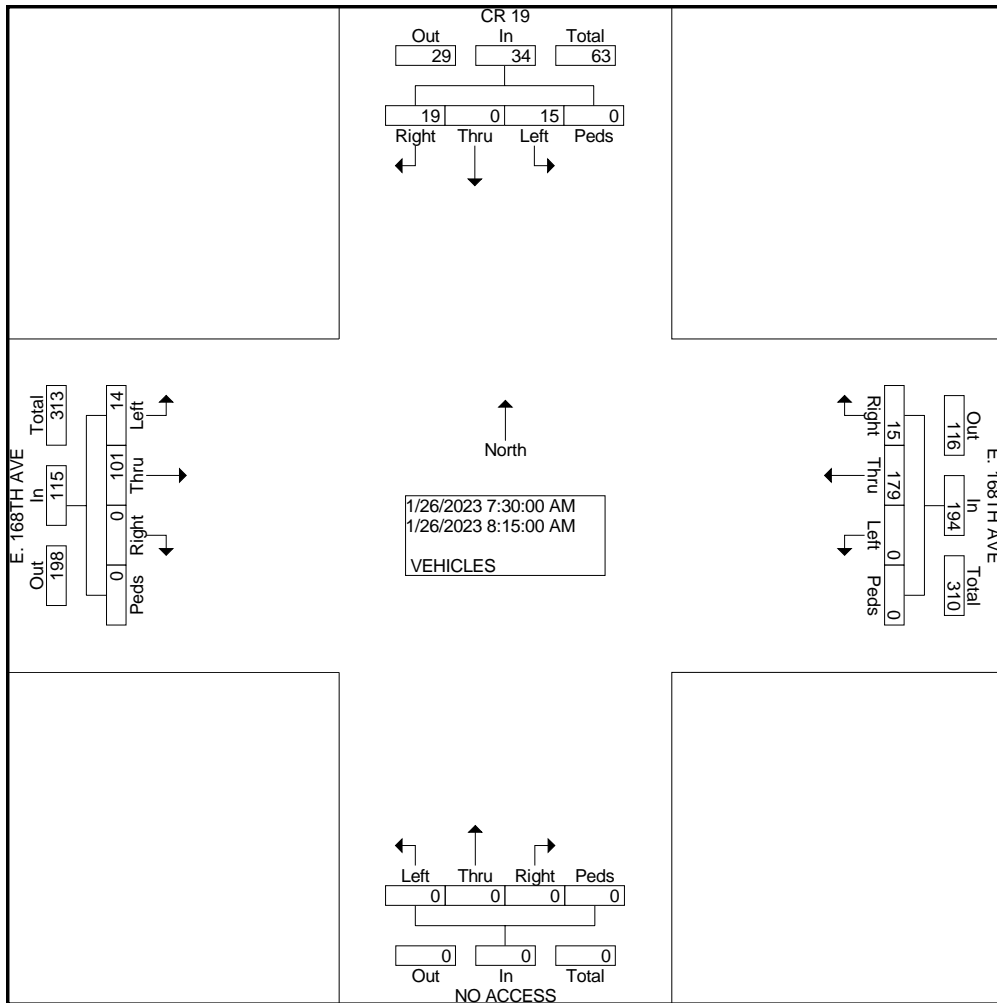 CR 19
Out In Total
29 34 63
19 0 15 0
Right Thru Left Peds
E. 168TH AVE
Total In Out
313 115 198
14 101 0 0
Left Thru Right Peds
North
1/26/2023 7:30:00 AM
1/26/2023 8:15:00 AM
VEHICLES
Right Thru Left Peds
15 179 0 0
Out In Total
116 194 310
E. 168TH AVE
Left Thru Right Peds
0 0 0 0
0 0 0
Out In Total
NO ACCESS